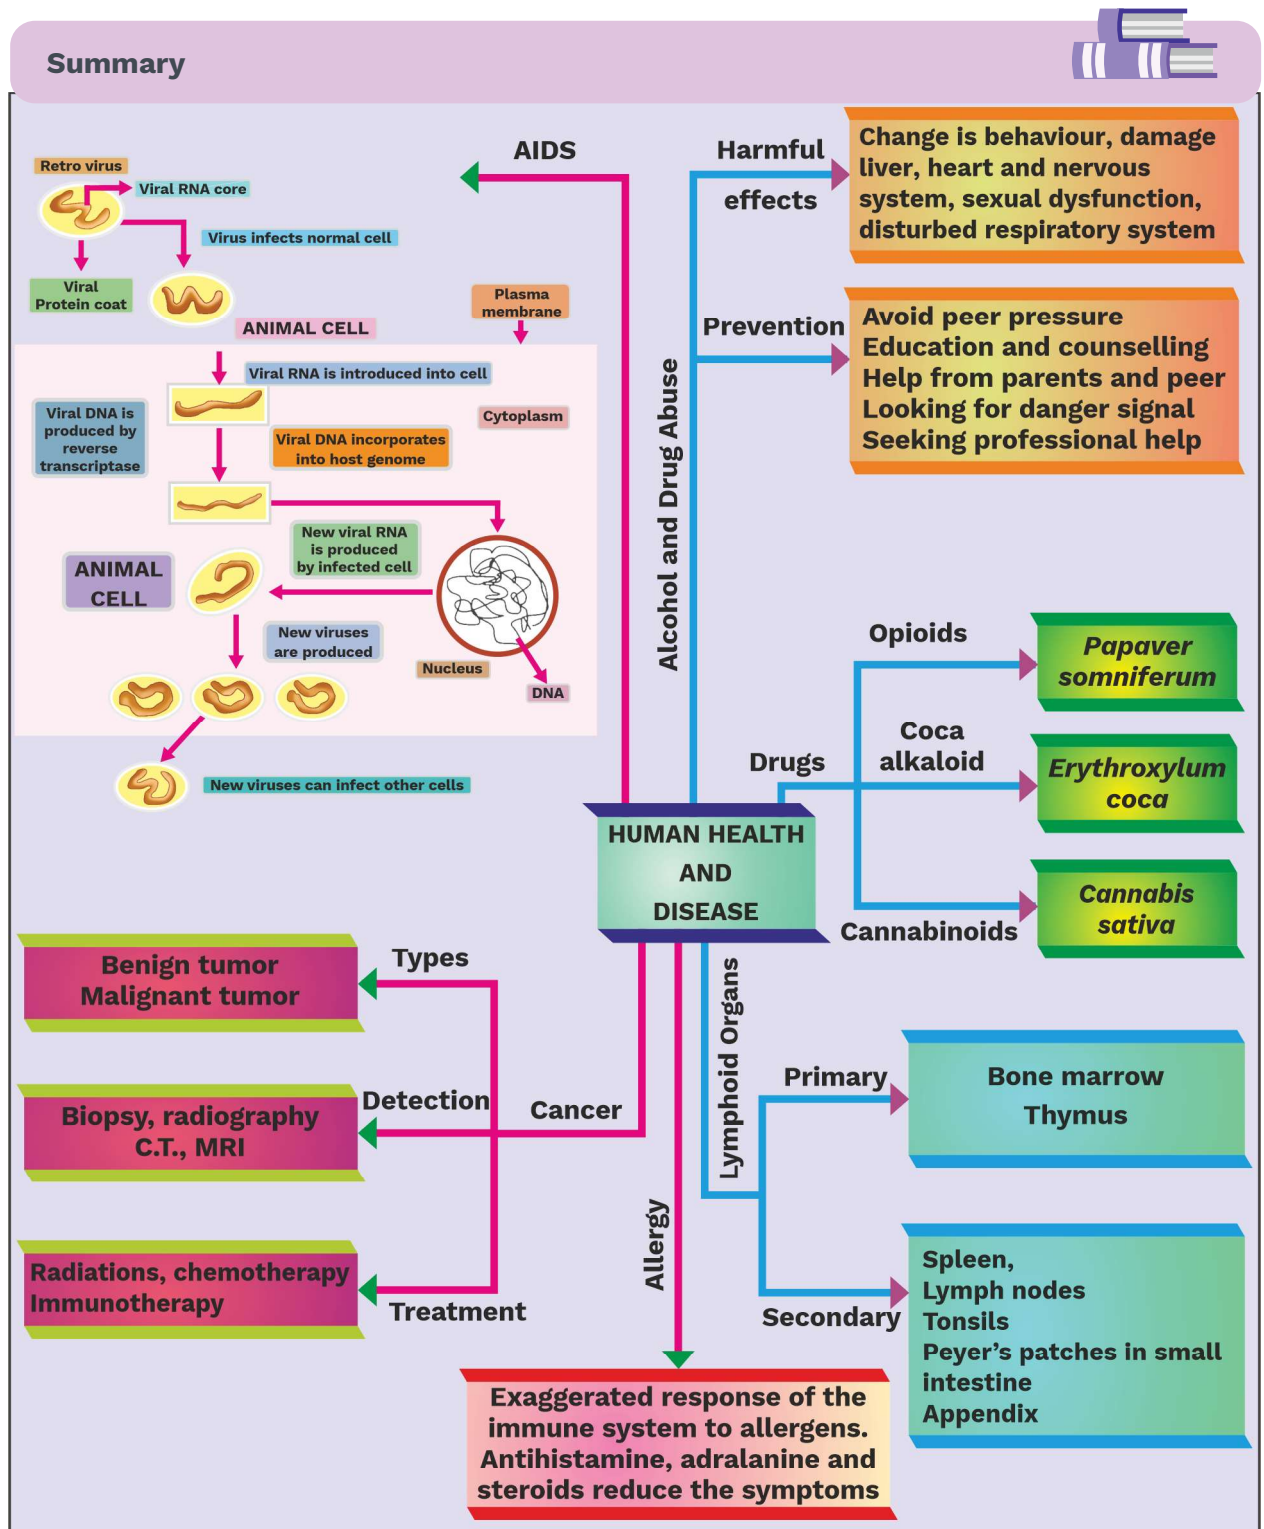 Summary
AIDS
Retro virus
Viral RNA core
Virus infects normal cell
Viral
Protein coat
Plasma
membrane
ANIMAL CELL
Viral RNA is introduced into cell
Viral DNA is
produced by
reverse
transcriptase
Cytoplasm
Viral DNA incorporates
into host genome
New viral RNA
is produced
by infected cell
ANIMAL
CELL
New viruses
are produced
Nucleus
DNA
New viruses can infect other cells
Alcohol and Drug Abuse
Harmful
effects
Change is behaviour, damage
liver, heart and nervous
system, sexual dysfunction,
disturbed respiratory system
Prevention
Avoid peer pressure
Education and counselling
Help from parents and peer
Looking for danger signal
Seeking professional help
Drugs
Opioids
Papaver
somniferum
Coca
alkaloid
Erythroxylum
coca
Cannabinoids
Cannabis
sativa
HUMAN HEALTH
AND
DISEASE
Cancer
Types
Benign tumor
Malignant tumor
Detection
Biopsy, radiography
C.T., MRI
Treatment
Radiations, chemotherapy
Immunotherapy
Allergy
Exaggerated response of the
immune system to allergens.
Antihistamine, adralanine and
steroids reduce the symptoms
Lymphoid Organs
Primary
Bone marrow
Thymus
Secondary
Spleen,
Lymph nodes
Tonsils
Peyer’s patches in small
intestine
Appendix